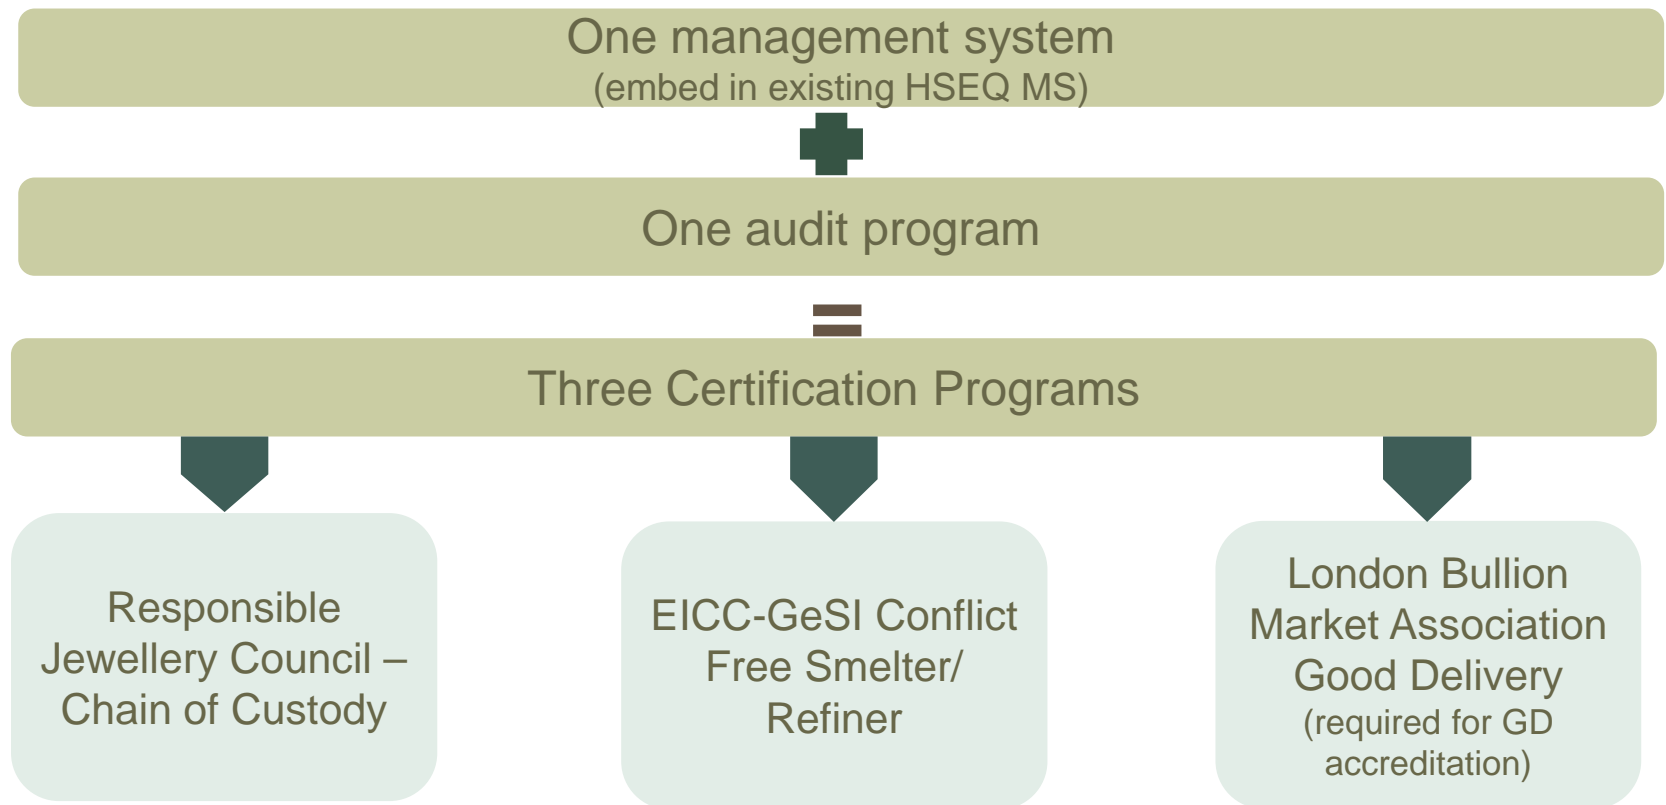 One management system
(embed in existing HSEQ MS)
One audit program
Three Certification Programs
Responsible
Jewellery Council –
Chain of Custody
EICC-GeSI Conflict
Free Smelter/
Refiner
London Bullion
Market Association
Good Delivery
(required for GD
accreditation)